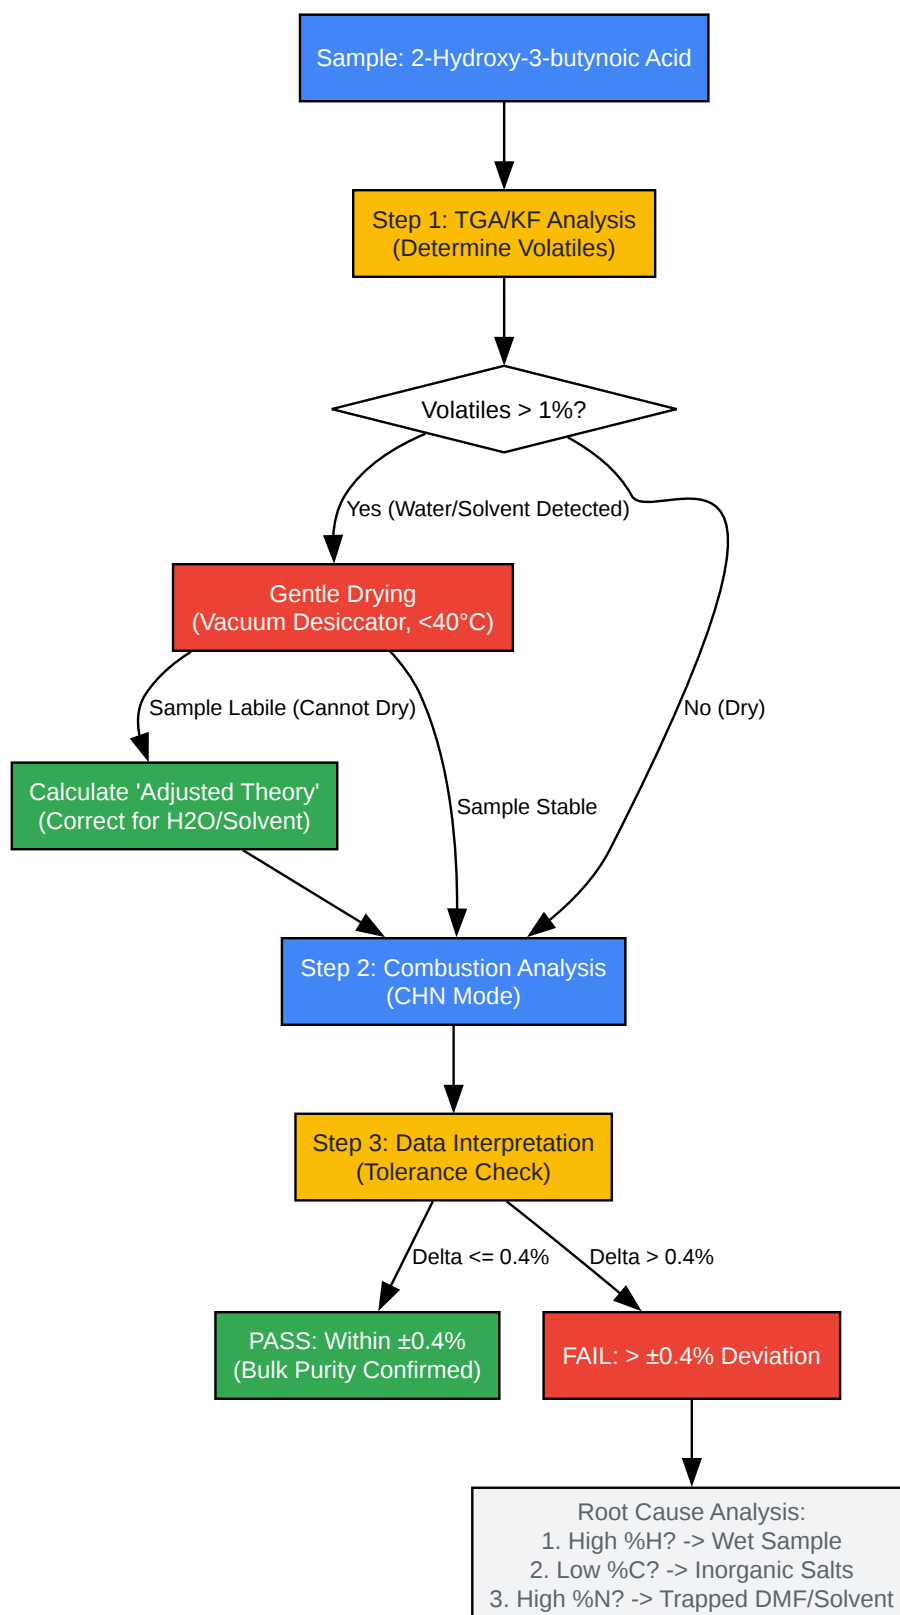 Sample: 2-Hydroxy-3-butynoic Acid
Step 1: TGA/KF Analysis
(Determine Volatiles)
Volatiles > 1%?
Yes (Water/Solvent Detected)
Gentle Drying
(Vacuum Desiccator, <40°C)
Sample Labile (Cannot Dry)
No (Dry)
Calculate 'Adjusted Theory'
(Correct for H2O/Solvent)
Sample Stable
Step 2: Combustion Analysis
(CHN Mode)
Step 3: Data Interpretation
(Tolerance Check)
Delta <= 0.4%
Delta > 0.4%
PASS: Within ±0.4%
(Bulk Purity Confirmed)
FAIL: > ±0.4% Deviation
Root Cause Analysis:
1. High %H? -> Wet Sample
2. Low %C? -> Inorganic Salts
3. High %N? -> Trapped DMF/Solvent